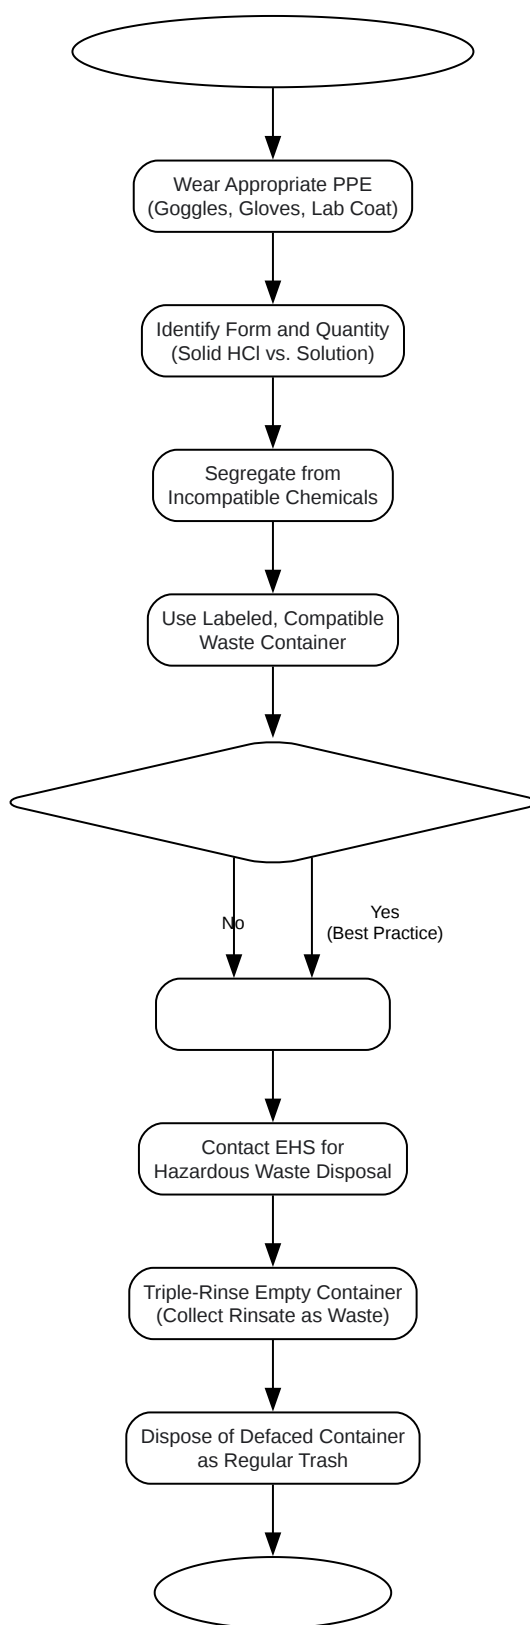 Wear Appropriate PPE
(Goggles, Gloves, Lab Coat)
Identify Form and Quantity
(Solid HCl vs. Solution)
Segregate from
Incompatible Chemicals
Use Labeled, Compatible
Waste Container
No
Yes
(Best Practice)
Contact EHS for
Hazardous Waste Disposal
Triple-Rinse Empty Container
(Collect Rinsate as Waste)
Dispose of Defaced Container
as Regular Trash